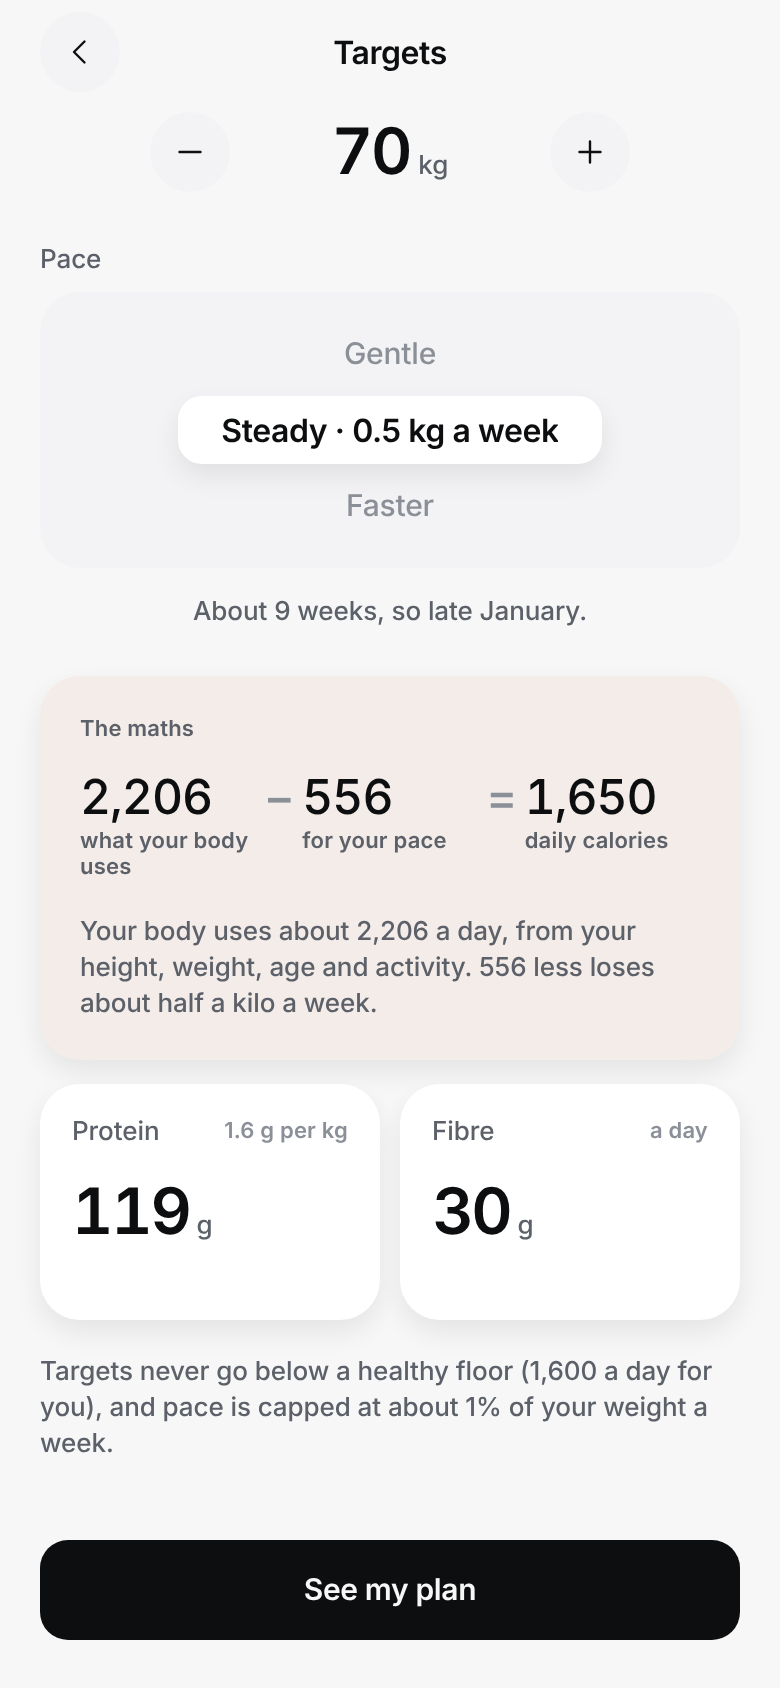 Targets
− 70 kg +
Pace
Gentle
Steady · 0.5 kg a week
Faster
About 9 weeks, so late January.
The maths
2,206 – 556 = 1,650
what your body for your pace daily calories
uses
Your body uses about 2,206 a day, from your
height, weight, age and activity. 556 less loses
about half a kilo a week.
Protein 1.6 g per kg
119 g
Fibre a day
30 g
Targets never go below a healthy floor (1,600 a day for
you), and pace is capped at about 1% of your weight a
week.
See my plan